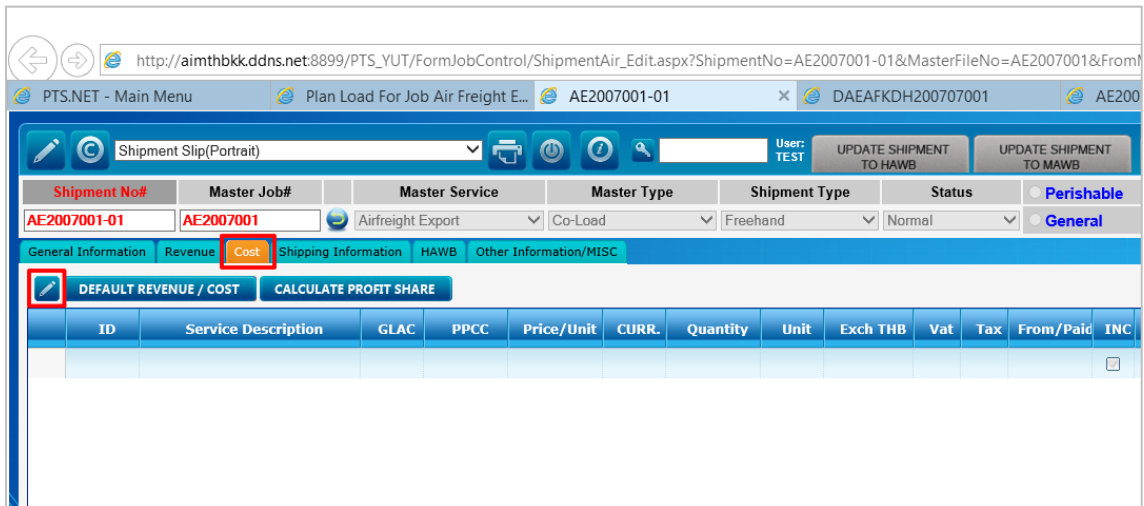 http://aimthbkk.ddns.net:8899/PTS_YUT/FormJobControl/ShipmentAir_Edit.aspx?ShipmentNo=AE2007001-01&MasterFileNo=AE2007001&From
PTS.NET - Main Menu Plan Load For Job Air Freight E... AE2007001-01 × DAEAFKDH200707001 AE200
Shipment Slip(Portrait) User: TEST UPDATE SHIPMENT TO HAWB UPDATE SHIPMENT TO MAWB
Shipment No# Master Job# Master Service Master Type Shipment Type Status Perishable
AE2007001-01 AE2007001 Airfreight Export Co-Load Freehand Normal General
General Information Revenue Cost Shipping Information HAWB Other Information/MISC
DEFAULT REVENUE / COST CALCULATE PROFIT SHARE
ID Service Description GLAC PPCC Price/Unit CURR. Quantity Unit Exch THB Vat Tax From/Paid INC